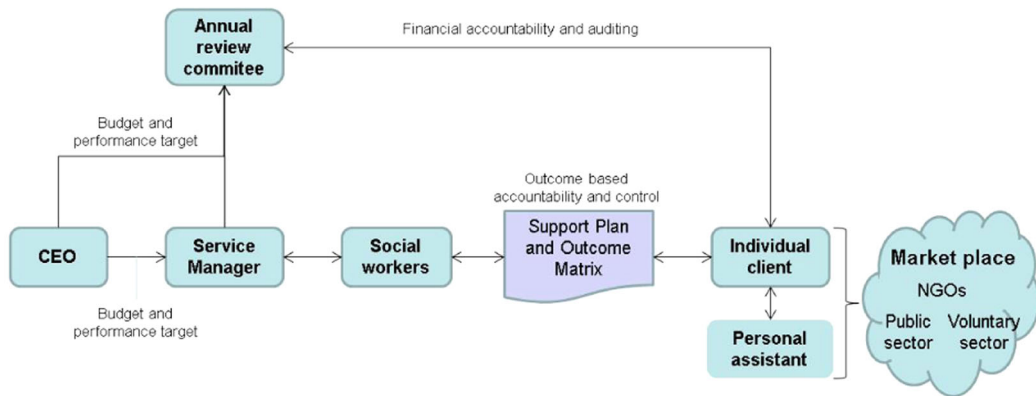 Annual
review
commitee
Financial accountability and auditing
Budget and
performance target
Outcome based
accountability and control
CEO
Service
Manager
Social
workers
Support Plan
and Outcome
Matrix
Individual
client
Market place
NGOs
Public
sector
Voluntary
sector
Budget and
performance target
Personal
assistant